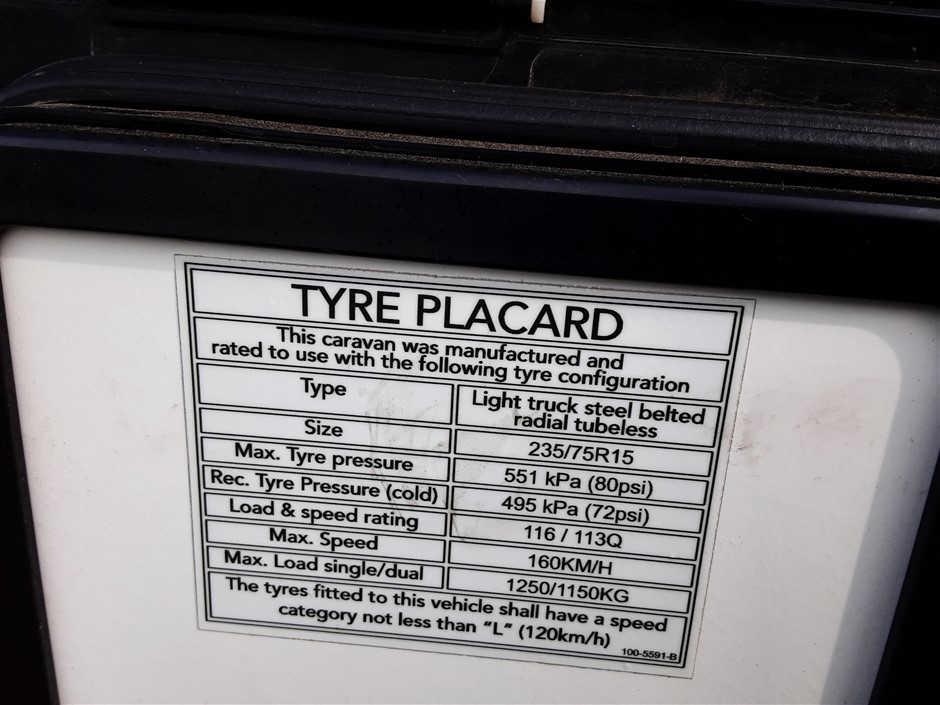 TYRE PLACARD
This caravan was manufactured and
rated to use with the following tyre configuration
Type
Light truck steel belted
radial tubeless
Size
235/75R15
Max. Tyre pressure
551 kPa (80psi)
Rec. Tyre Pressure (cold)
495 kPa (72psi)
Load & speed rating
116 / 113Q
Max. Speed
160KM/H
Max. Load single/dual
1250/1150KG
The tyres fitted to this vehicle shall have a speed
category not less than "L" (120km/h)
100-5591-B